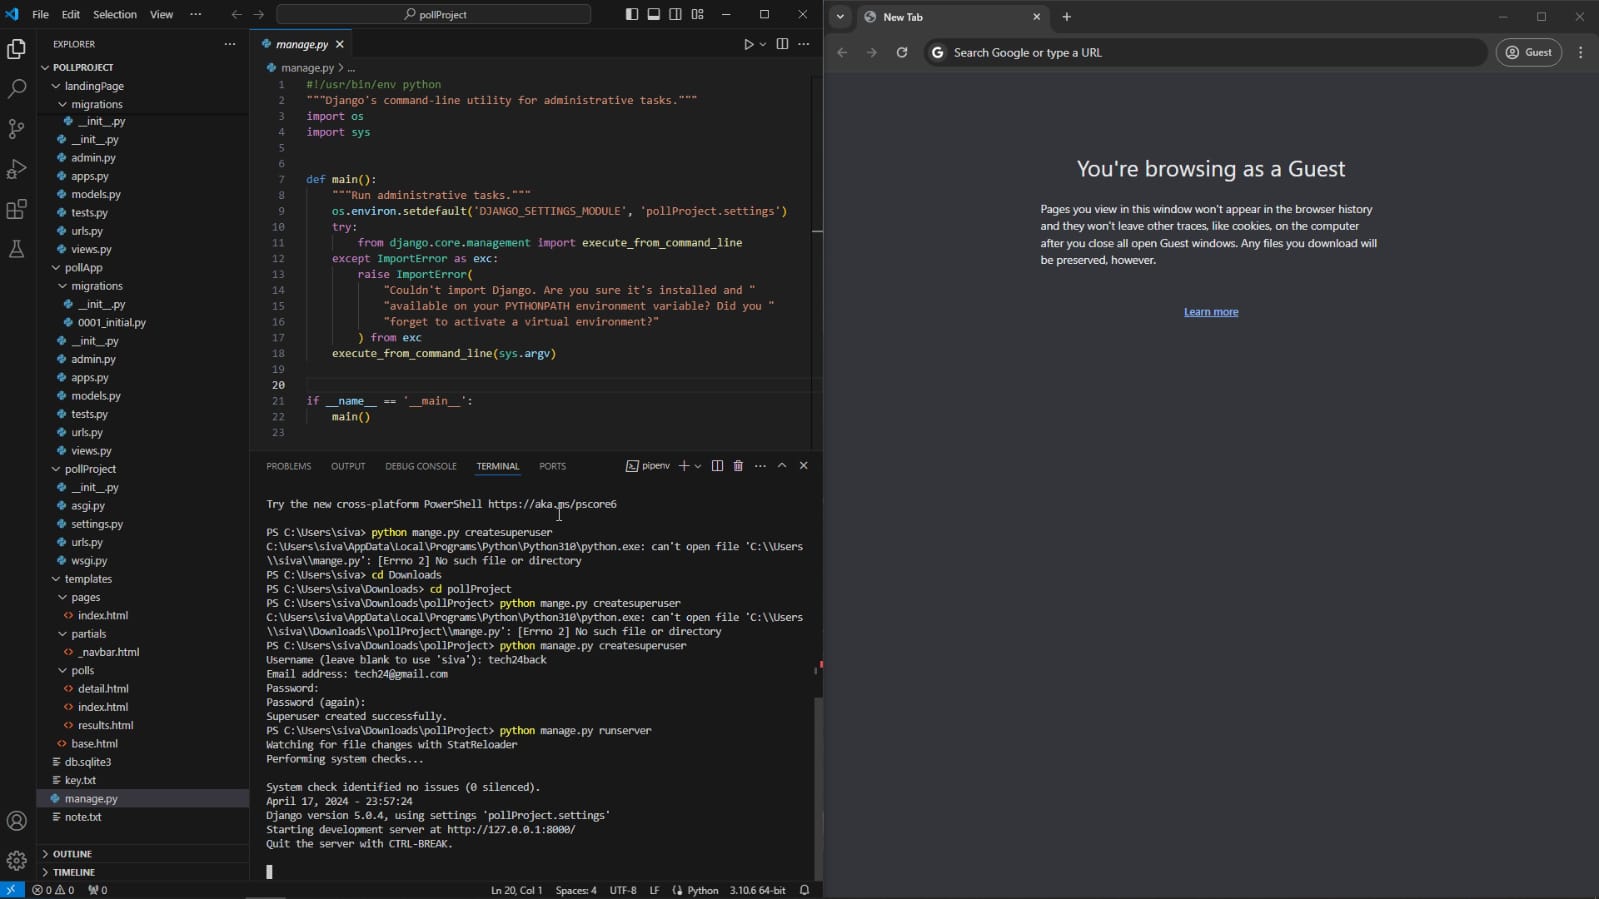 File Edit Selection View ···
pollProject
EXPLORER
POLLPROJECT
landingPage
migrations
__init__.py
__init__.py
admin.py
apps.py
models.py
tests.py
urls.py
views.py
pollApp
migrations
__init__.py
0001_initial.py
__init__.py
admin.py
apps.py
models.py
tests.py
urls.py
views.py
pollProject
__init__.py
asgi.py
settings.py
urls.py
wsgi.py
templates
pages
index.html
partials
_navbar.html
polls
detail.html
index.html
results.html
base.html
db.sqlite3
key.txt
manage.py
note.txt
OUTLINE
TIMELINE
manage.py
manage.py > ...
1 #!/usr/bin/env python
2 """Django's command-line utility for administrative tasks."""
3 import os
4 import sys
5
6
7 def main():
8 """Run administrative tasks."""
9 os.environ.setdefault('DJANGO_SETTINGS_MODULE', 'pollProject.settings')
10 try:
11 from django.core.management import execute_from_command_line
12 except ImportError as exc:
13 raise ImportError(
14 "Couldn't import Django. Are you sure it's installed and "
15 "available on your PYTHONPATH environment variable? Did you "
16 "forget to activate a virtual environment?"
17 ) from exc
18 execute_from_command_line(sys.argv)
19
20
21 if __name__ == '__main__':
22 main()
23
PROBLEMS OUTPUT DEBUG CONSOLE TERMINAL PORTS pipenv
Try the new cross-platform PowerShell https://aka.ms/pscore6
PS C:\Users\siva> python mange.py createsuperuser
C:\Users\siva\AppData\Local\Programs\Python\Python310\python.exe: can't open file 'C:\\Users
\\siva\\mange.py': [Errno 2] No such file or directory
PS C:\Users\siva> cd Downloads
PS C:\Users\siva\Downloads> cd pollProject
PS C:\Users\siva\Downloads\pollProject> python mange.py createsuperuser
C:\Users\siva\AppData\Local\Programs\Python\Python310\python.exe: can't open file 'C:\\Users
\\siva\\Downloads\\pollProject\\mange.py': [Errno 2] No such file or directory
PS C:\Users\siva\Downloads\pollProject> python manage.py createsuperuser
Username (leave blank to use 'siva'): tech24back
Email address: tech24@gmail.com
Password:
Password (again):
Superuser created successfully.
PS C:\Users\siva\Downloads\pollProject> python manage.py runserver
Watching for file changes with StatReloader
Performing system checks...
System check identified no issues (0 silenced).
April 17, 2024 - 23:57:24
Django version 5.0.4, using settings 'pollProject.settings'
Starting development server at http://127.0.0.1:8000/
Quit the server with CTRL-BREAK.
0 0 0 Ln 20, Col 1 Spaces: 4 UTF-8 LF Python 3.10.6 64-bit
New Tab
G Search Google or type a URL Guest
You're browsing as a Guest
Pages you view in this window won't appear in the browser history
and they won't leave other traces, like cookies, on the computer
after you close all open Guest windows. Any files you download will
be preserved, however.
Learn more